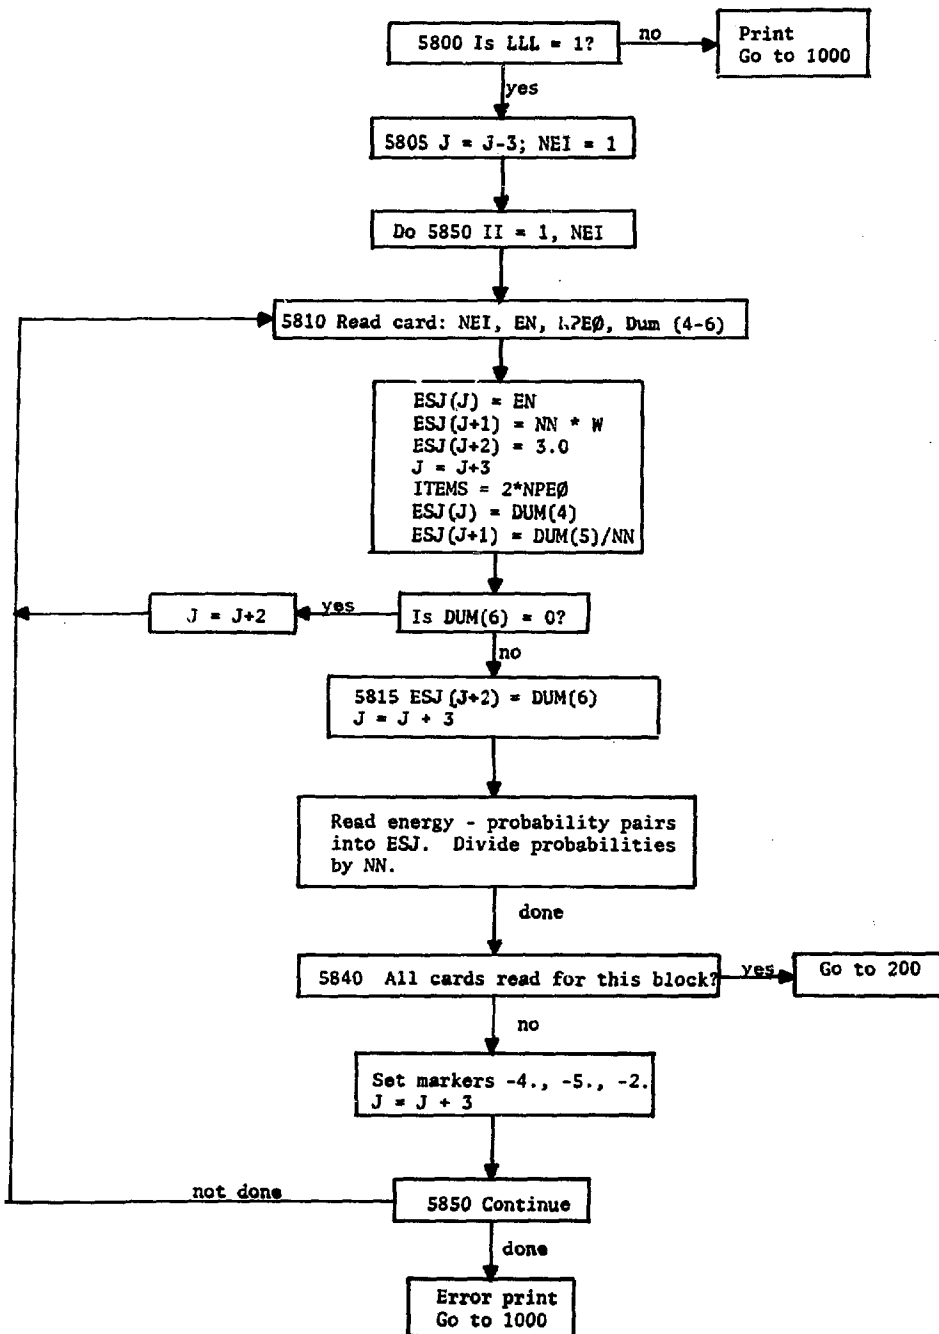 5800 Is LLL = 1?
no
Print
Go to 1000
yes
5805 J = J-3; NEI = 1
Do 5850 II = 1, NEI
5810 Read card: NEI, EN, NPEØ, Dum (4-6)
ESJ(J) = EN
ESJ(J+1) = NN * W
ESJ(J+2) = 3.0
J = J+3
ITEMS = 2*NPEØ
ESJ(J) = DUM(4)
ESJ(J+1) = DUM(5)/NN
J = J+2
yes
Is DUM(6) = 0?
no
5815 ESJ(J+2) = DUM(6)
J = J + 3
Read energy - probability pairs
into ESJ. Divide probabilities
by NN.
done
5840 All cards read for this block?
yes
Go to 200
no
Set markers -4., -5., -2.
J = J + 3
not done
5850 Continue
done
Error print
Go to 1000